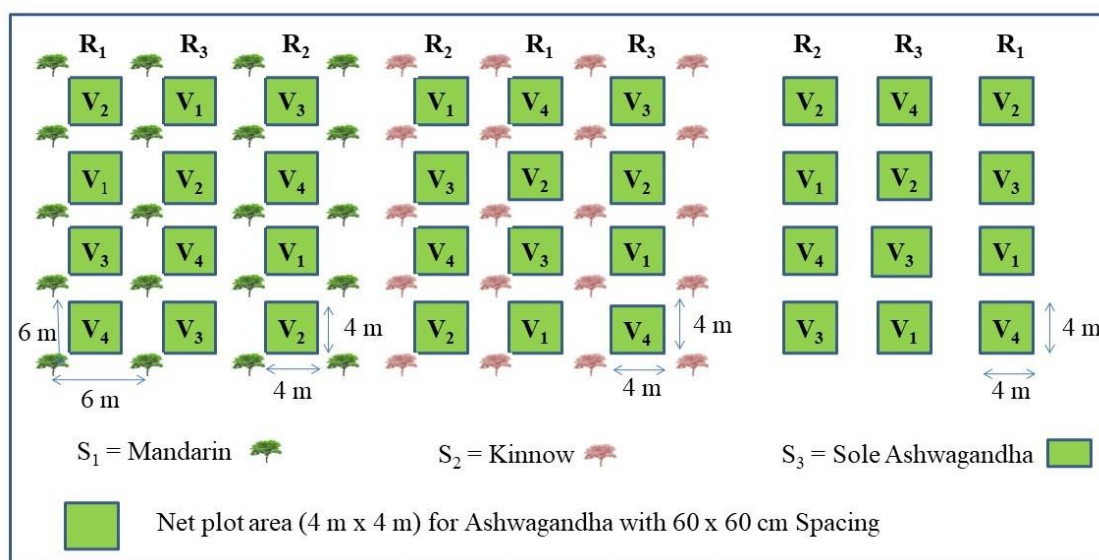 R₁ R₃ R₂ R₂ R₁ R₃ R₂ R₃ R₁
V₂ V₁ V₃ V₁ V₄ V₃ V₂ V₄ V₂
V₁ V₂ V₄ V₃ V₂ V₂ V₁ V₂ V₃
V₃ V₄ V₁ V₄ V₃ V₁ V₄ V₃ V₁
V₄ V₃ V₂ V₂ V₁ V₄ V₃ V₁ V₄
6 m 4 m 4 m 4 m
6 m 4 m 4 m 4 m
S₁ = Mandarin S₂ = Kinnow S₃ = Sole Ashwagandha
Net plot area (4 m x 4 m) for Ashwagandha with 60 x 60 cm Spacing